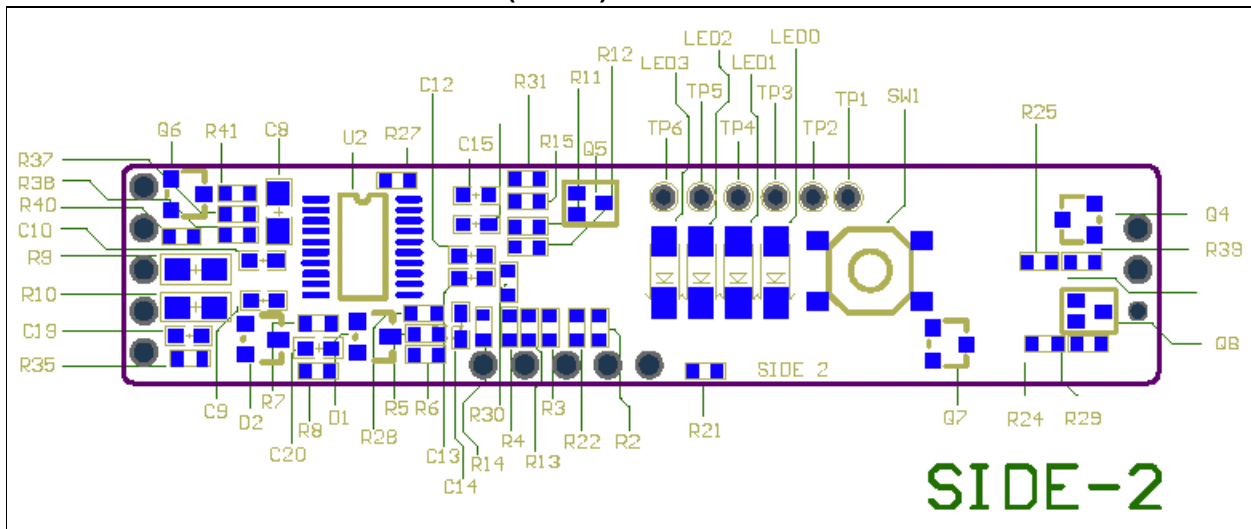 LED2
LED0
LED3
LED1
R12
R11
C12
R31
TP5
TP3
SW1
TP1
R25
Q6
R41
C8
U2
R27
C15
R15
Q5
TP6
TP4
TP2
R37
R38
R40
C10
R9
R10
C19
R35
Q4
R39
Q8
SIDE 2
C9
D2
R7
R8
C20
D1
R28
R5
R6
C13
C14
R14
R30
R4
R13
R3
R22
R2
R21
Q7
R24
R29
SIDE-2